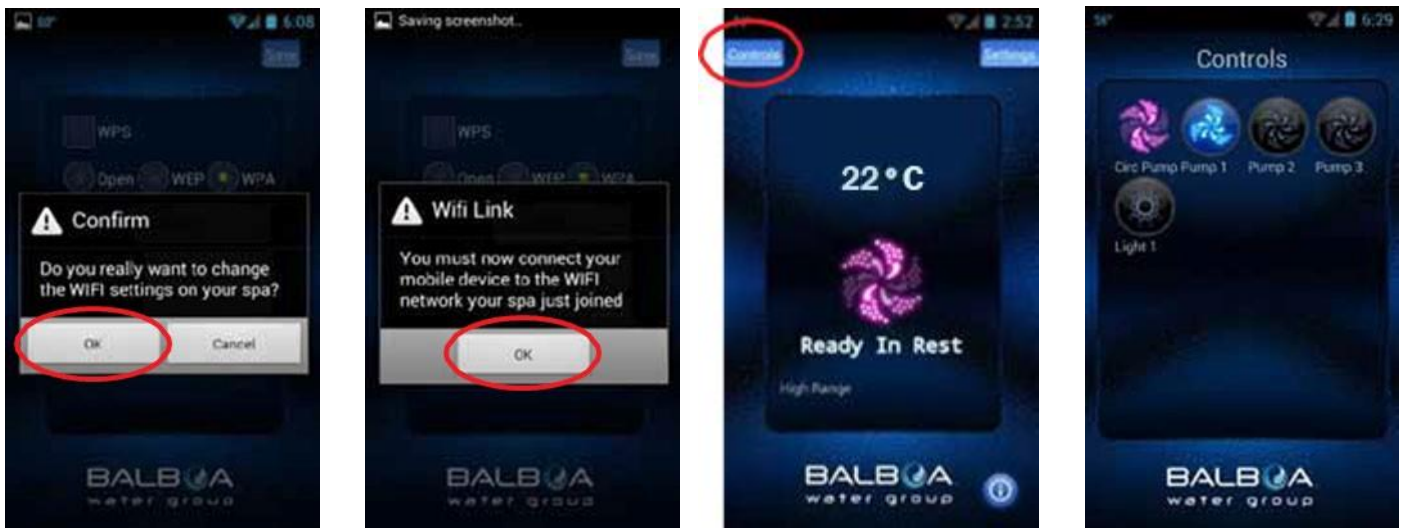 60° 6:08
Save
WPS
Open WEP WPA
Confirm
Do you really want to change
the WIFI settings on your spa?
OK Cancel
BALBOA
water group
Saving screenshot...
Save
WPS
Open WEP WPA
Wifi Link
You must now connect your
mobile device to the WIFI
network your spa just joined
OK
BALBOA
water group
2:52
Controls Settings
22°C
Ready In Rest
High Range
BALBOA
water group
56° 6:29
Controls
Circ Pump Pump 1 Pump 2 Pump 3
Light 1
BALBOA
water group